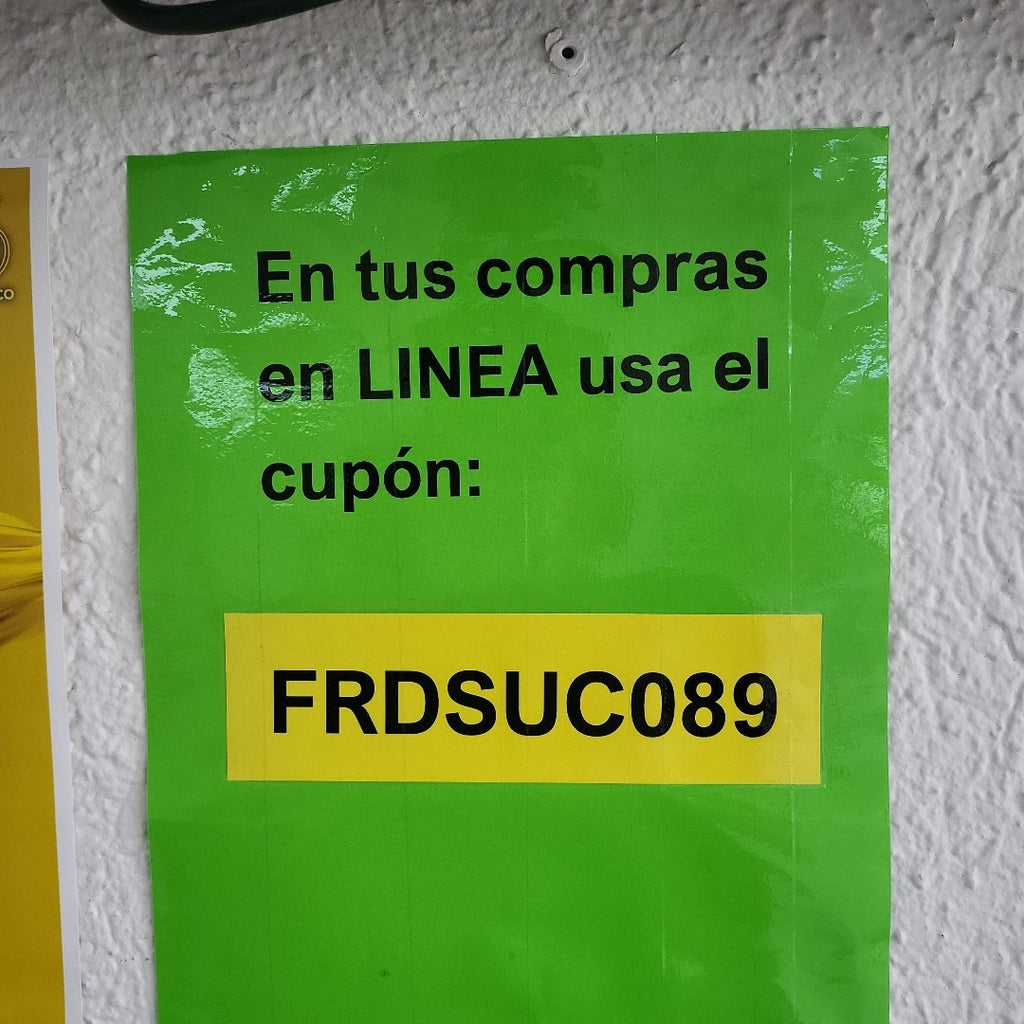 En tus compras
en LINEA usa el
cupón:
FRDSUC089